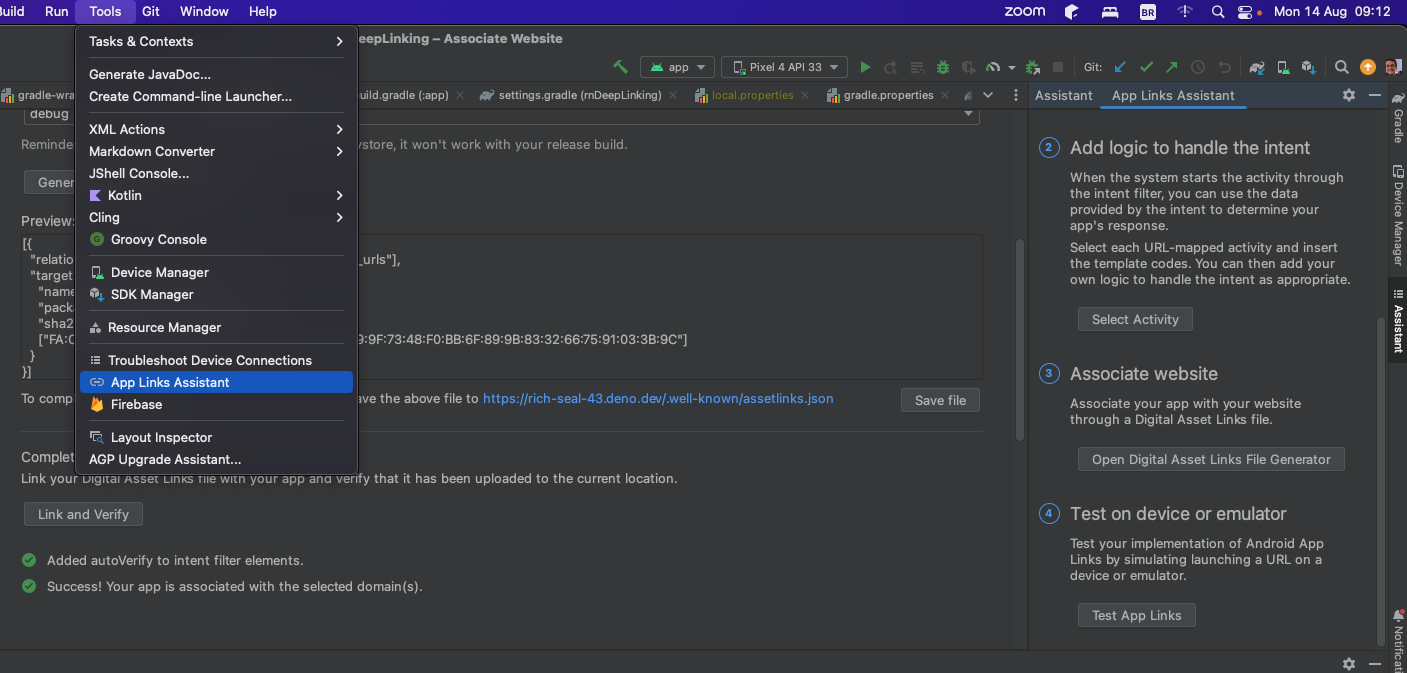 Build Run Tools Git Window Help
zoom BR Mon 14 Aug 09:12
DeepLinking – Associate Website
app Pixel 4 API 33 Git:
gradle-wra build.gradle (:app) settings.gradle (rnDeepLinking) local.properties gradle.properties
Tasks & Contexts
Generate JavaDoc...
Create Command-line Launcher...
XML Actions
Markdown Converter
JShell Console...
Kotlin
Cling
G Groovy Console
Device Manager
SDK Manager
Resource Manager
Troubleshoot Device Connections
App Links Assistant
Firebase
Layout Inspector
AGP Upgrade Assistant...
debug
Reminde ystore, it won't work with your release build.
Gener
Preview:
[{
"relatio _urls"],
"target
"name
"pack
"sha2
["FA:C 9:9F:73:48:F0:BB:6F:89:9B:83:32:66:75:91:03:3B:9C"]
}
}]
To comp ave the above file to https://rich-seal-43.deno.dev/.well-known/assetlinks.json
Save file
Complet
Link your Digital Asset Links file with your app and verify that it has been uploaded to the current location.
Link and Verify
Added autoVerify to intent filter elements.
Success! Your app is associated with the selected domain(s).
Assistant App Links Assistant
2 Add logic to handle the intent
When the system starts the activity through
the intent filter, you can use the data
provided by the intent to determine your
app's response.
Select each URL-mapped activity and insert
the template codes. You can then add your
own logic to handle the intent as appropriate.
Select Activity
3 Associate website
Associate your app with your website
through a Digital Asset Links file.
Open Digital Asset Links File Generator
4 Test on device or emulator
Test your implementation of Android App
Links by simulating launching a URL on a
device or emulator.
Test App Links
Gradle
Device Manager
Assistant
Notificati